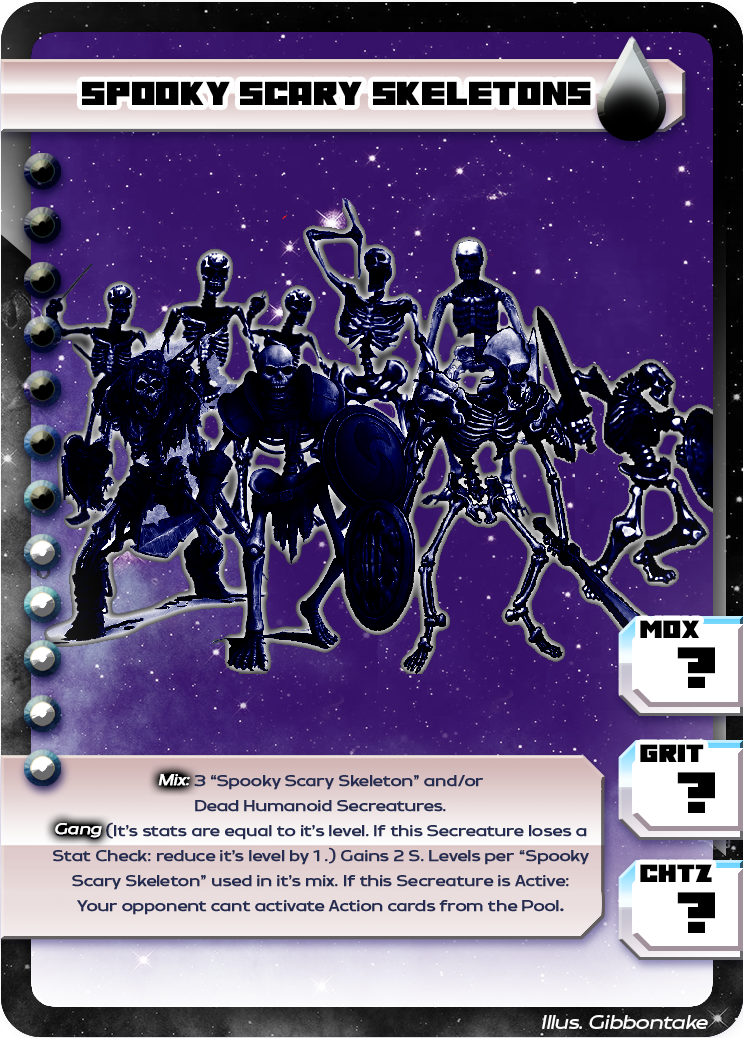 SPOOKY SCARY SKELETONS
MOX
?
GRIT
?
CHTZ
?
Mix: 3 “Spooky Scary Skeleton” and/or
Dead Humanoid Secreatures.
Gang (It’s stats are equal to it’s level. If this Secreature loses a
Stat Check: reduce it’s level by 1.) Gains 2 S. Levels per “Spooky
Scary Skeleton” used in it’s mix. If this Secreature is Active:
Your opponent cant activate Action cards from the Pool.
Illus. Gibbontake